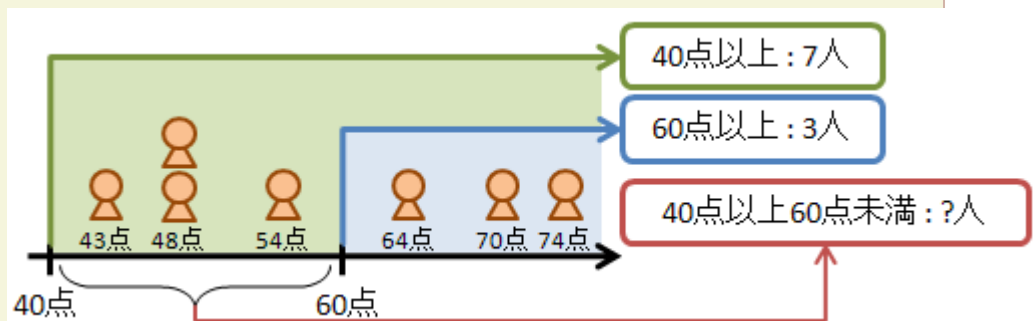 40点以上 : 7人
60点以上 : 3人
40点以上60点未満 : ?人
43点 48点 54点 64点 70点 74点
40点 60点